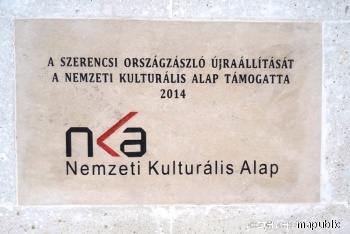 A SZERENCSI ORSZÁGZÁSZLÓ ÚJRAÁLLÍTÁSÁT
A NEMZETI KULTURÁLIS ALAP TÁMOGATTA
2014
nka
Nemzeti Kulturális Alap